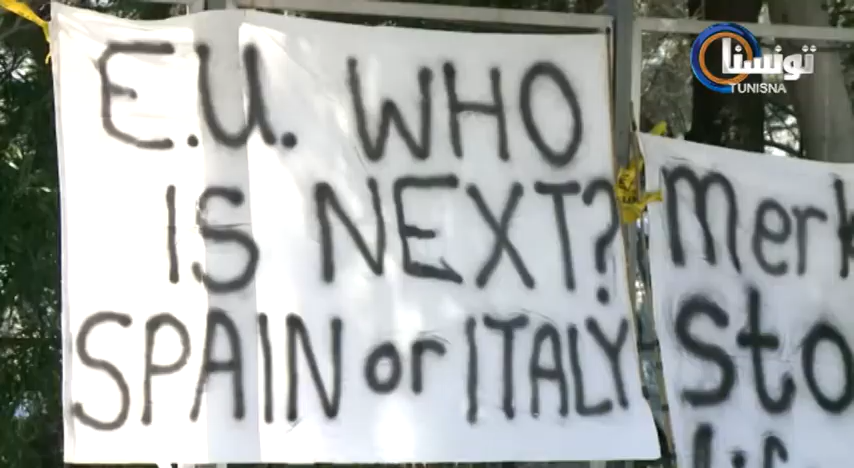 E.U. WHO
IS NEXT?
SPAIN or ITALY
تونسنا
TUNISNA